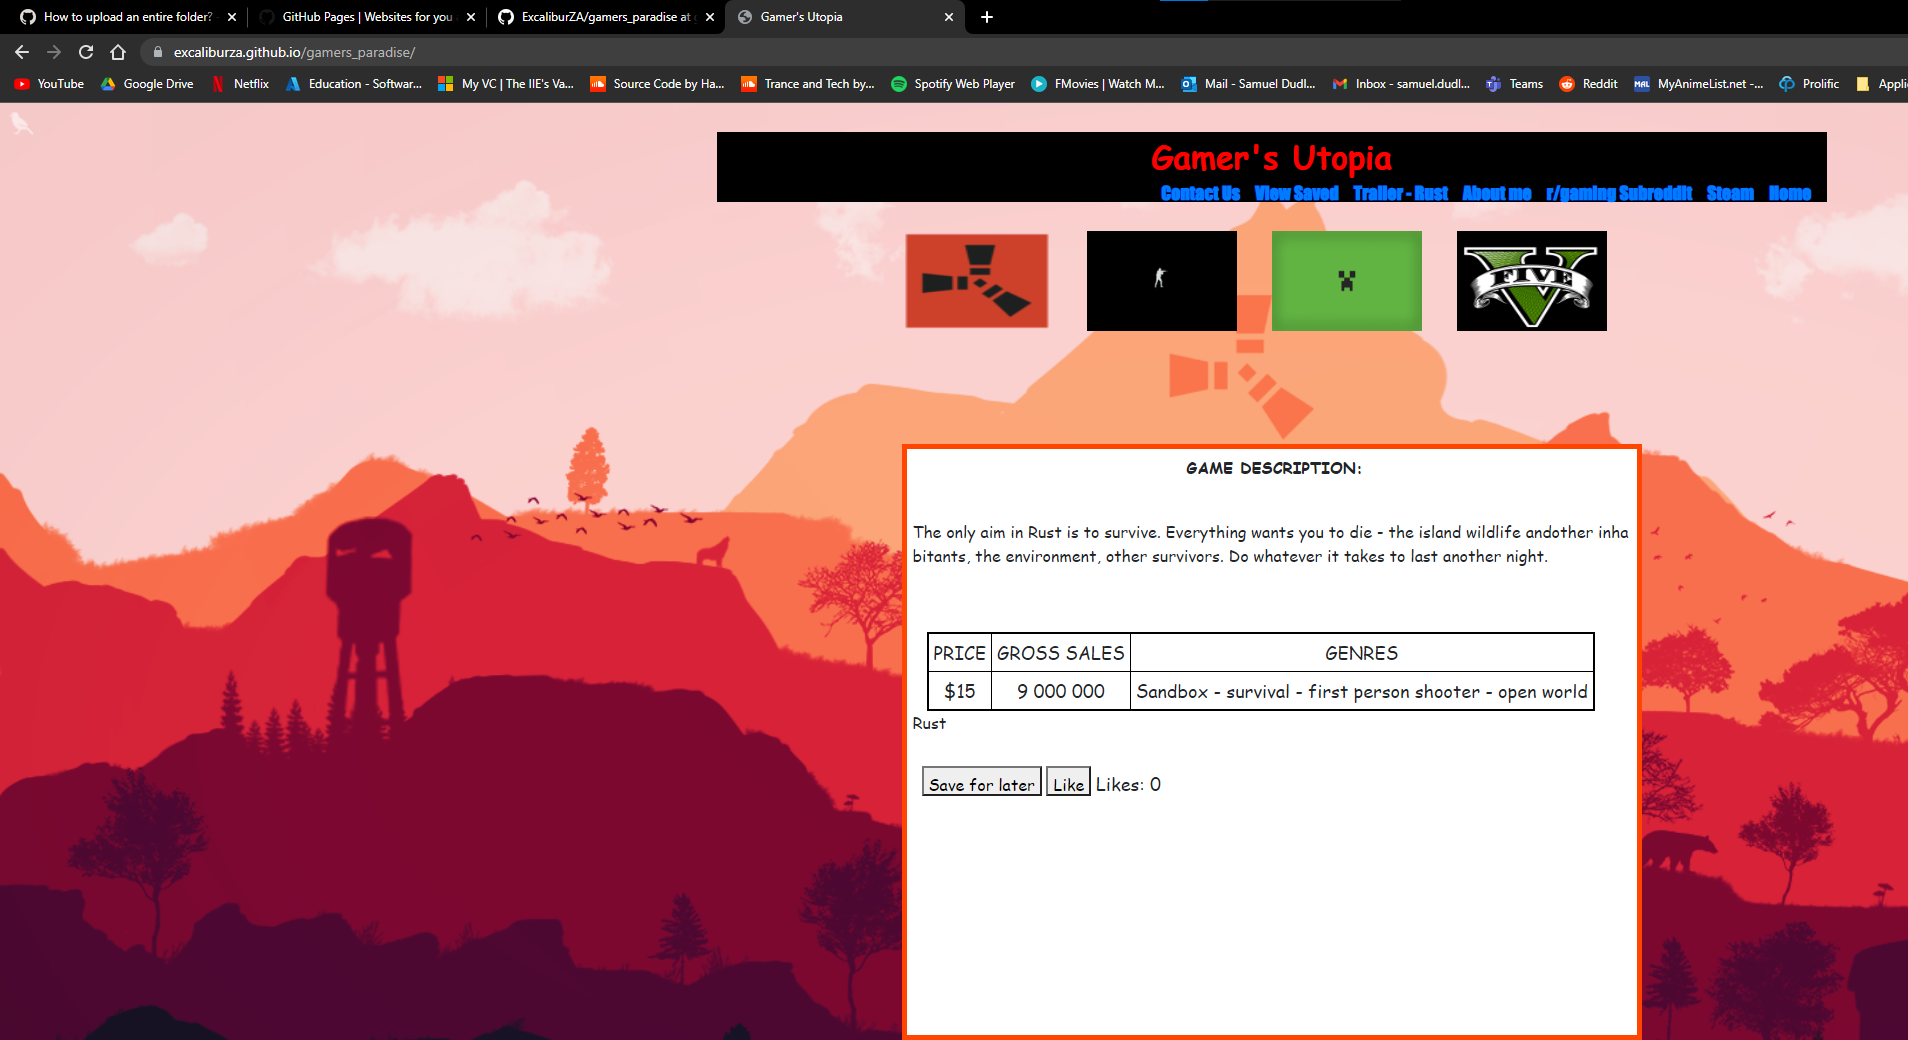 How to upload an entire folder?
GitHub Pages | Websites for you
ExcaliburZA/gamers_paradise at
Gamer's Utopia
excaliburza.github.io/gamers_paradise/
YouTube Google Drive Netflix Education - Softwar... My VC | The IIE's Va... Source Code by Ha... Trance and Tech by... Spotify Web Player FMovies | Watch M... Mail - Samuel Dudl... Inbox - samuel.dudl... Teams Reddit MyAnimeList.net -... Prolific Appli
Gamer's Utopia
Contact Us View Saved Trailer - Rust About me r/gaming Subreddit Steam Home
FIVE
GAME DESCRIPTION:
The only aim in Rust is to survive. Everything wants you to die - the island wildlife andother inha
bitants, the environment, other survivors. Do whatever it takes to last another night.
PRICE GROSS SALES GENRES
$15 9 000 000 Sandbox - survival - first person shooter - open world
Rust
Save for later Like Likes: 0